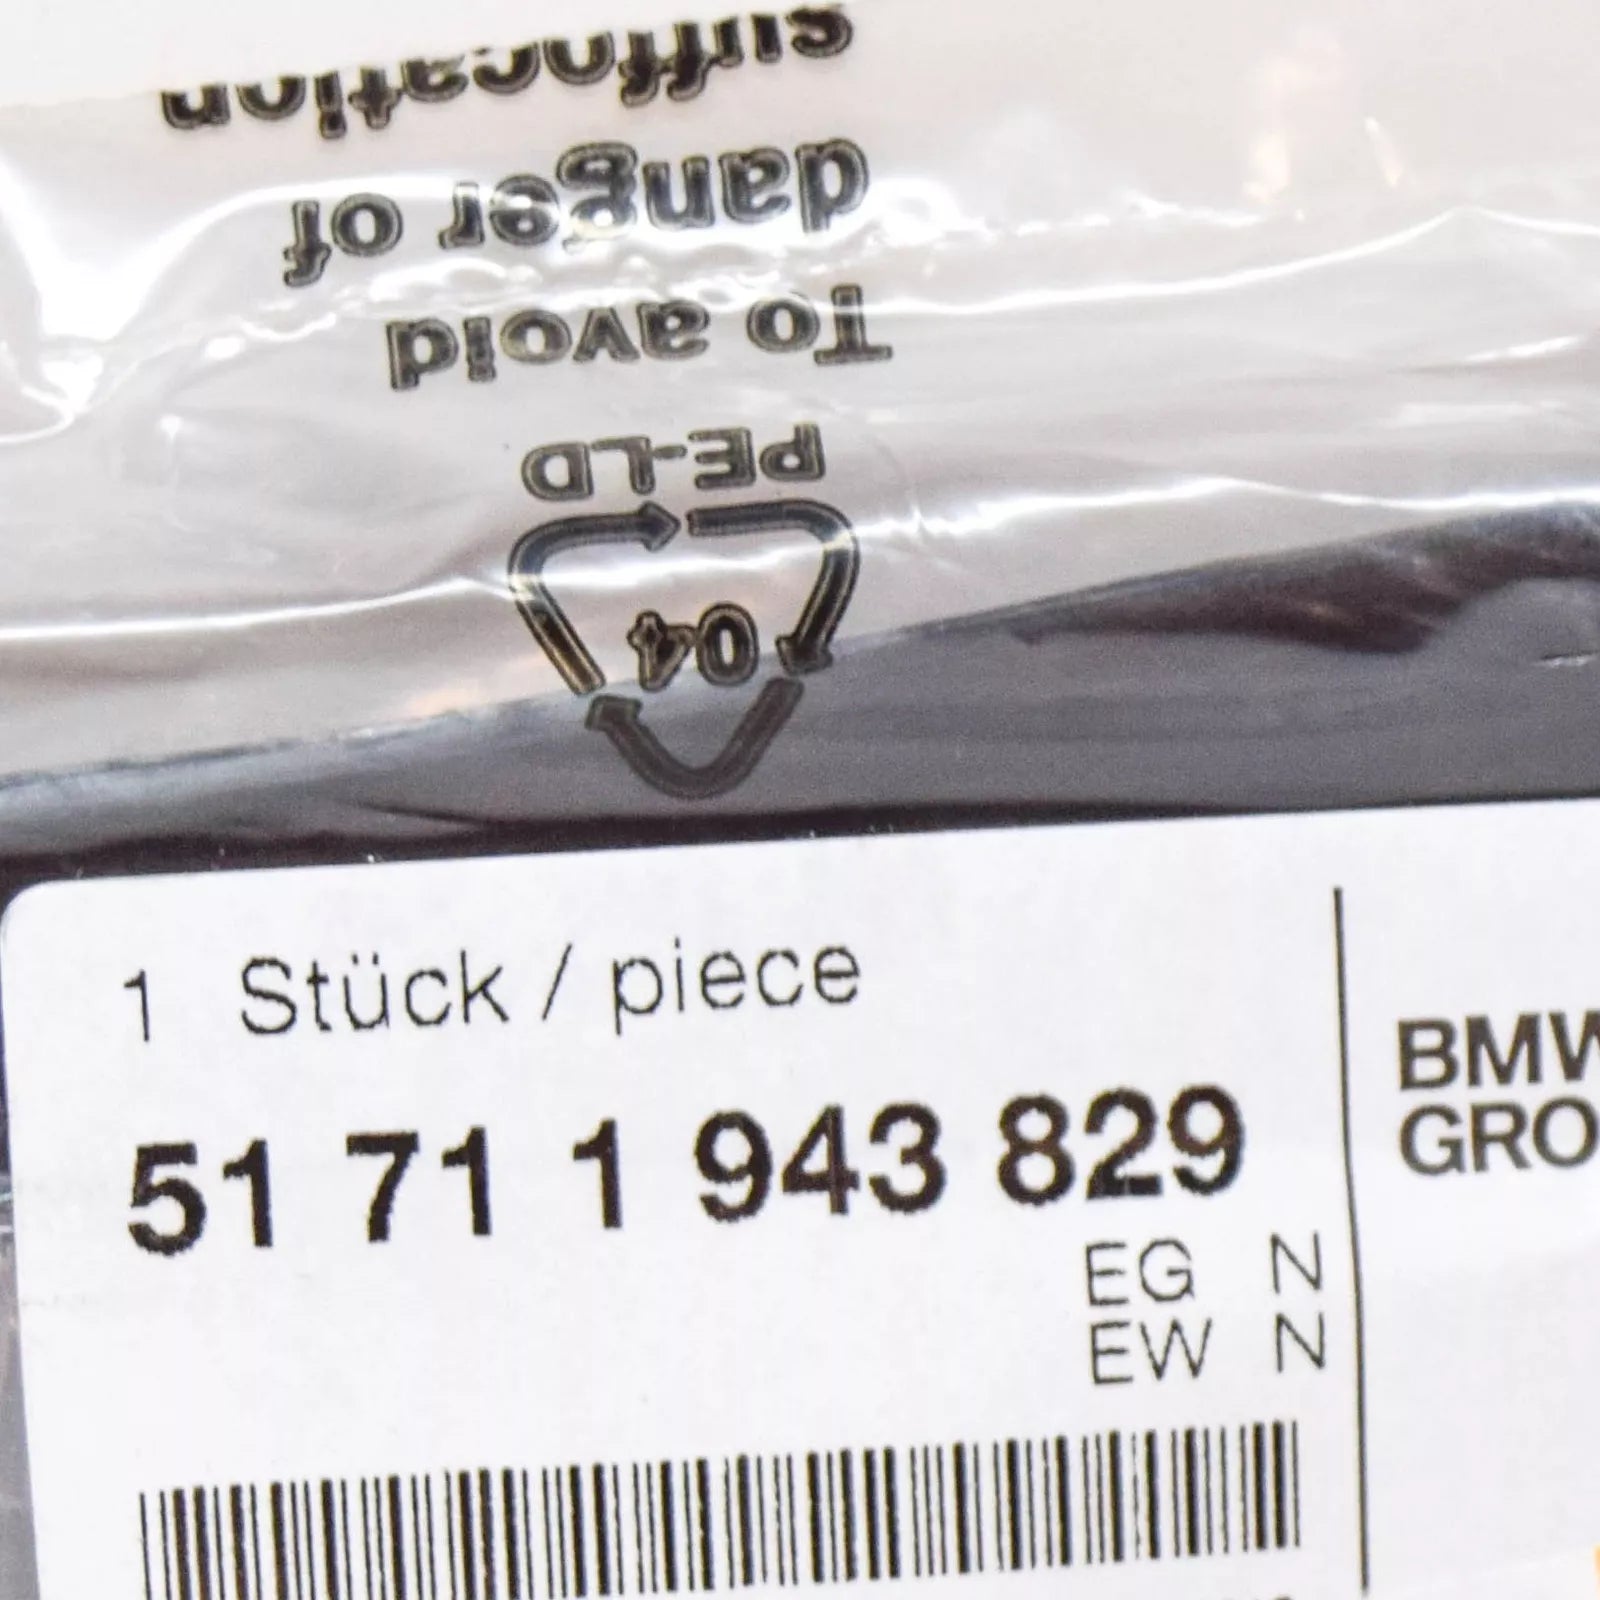 suffocation
danger of
To avoid
PE-LD
04
1 Stück / piece
51 71 1 943 829
EG N
EW N
BMW
GRO